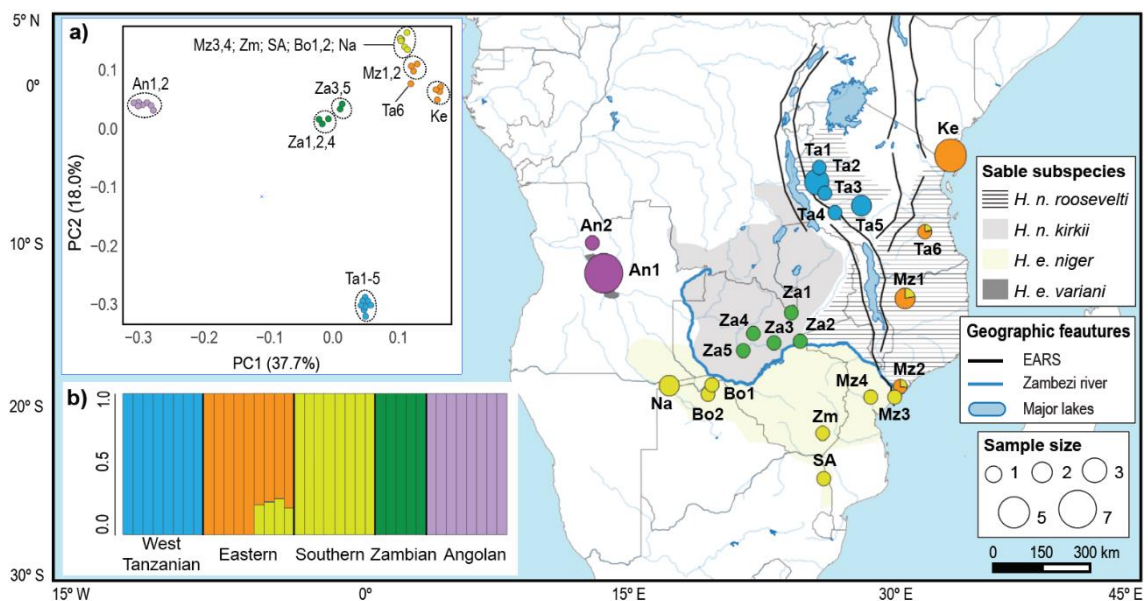 5° N
0°
10° S
20° S
30° S
15° W
0°
15° E
30° E
45° E
a)
Mz3,4; Zm; SA; Bo1,2; Na
An1,2
Mz1,2
Za3,5
Ta6
Ke
Za1,2,4
Ta1-5
0.1
0.0
−0.1
−0.2
−0.3
PC2 (18.0%)
−0.3
−0.2
−0.1
0.0
0.1
PC1 (37.7%)
b)
1.0
0.5
0.0
West
Tanzanian
Eastern
Southern
Zambian
Angolan
Ke
Ta1
Ta2
Ta3
Ta4
Ta5
Ta6
An2
An1
Mz1
Za1
Za4
Za3
Za2
Za5
Mz2
Mz4
Mz3
Na
Bo1
Bo2
Zm
SA
Sable subspecies
H. n. roosevelti
H. n. kirkii
H. e. niger
H. e. variani
Geographic feautures
EARS
Zambezi river
Major lakes
Sample size
1
2
3
5
7
0 150 300 km